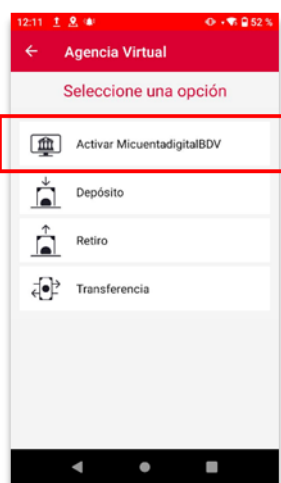 12:11 52 %
Agencia Virtual
Seleccione una opción
Activar MicuentadigitalBDV
Depósito
Retiro
Transferencia